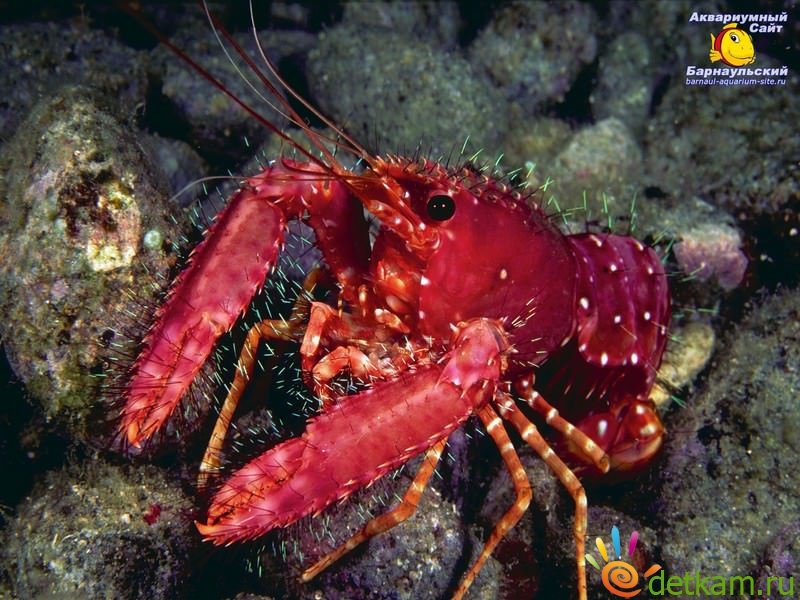 Аквариумный
Сайт
Барнаульский
barnaul-aquarium-site.ru
detkam.ru